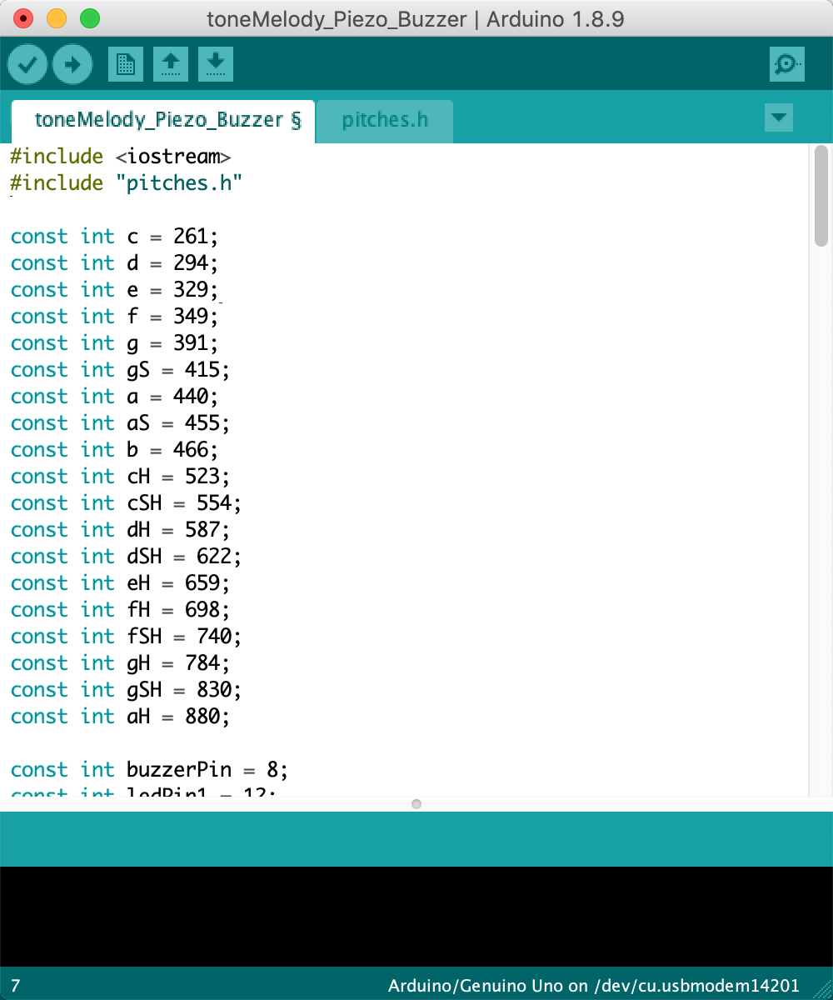 toneMelody_Piezo_Buzzer | Arduino 1.8.9
toneMelody_Piezo_Buzzer § pitches.h
#include <iostream>
#include "pitches.h"
const int c = 261;
const int d = 294;
const int e = 329;
const int f = 349;
const int g = 391;
const int gS = 415;
const int a = 440;
const int aS = 455;
const int b = 466;
const int cH = 523;
const int cSH = 554;
const int dH = 587;
const int dSH = 622;
const int eH = 659;
const int fH = 698;
const int fSH = 740;
const int gH = 784;
const int gSH = 830;
const int aH = 880;
const int buzzerPin = 8;
const int ledPin1 = 12;
7 Arduino/Genuino Uno on /dev/cu.usbmodem14201